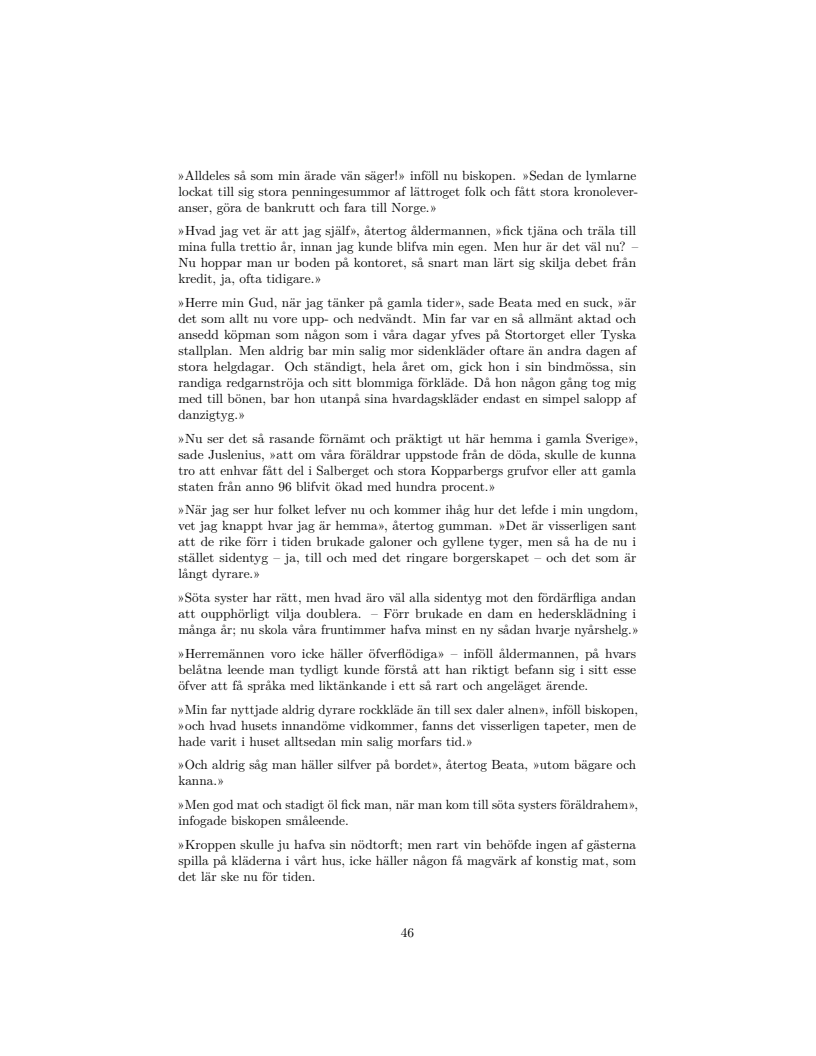 »Alldeles så som min ärade vän säger!» inföll nu biskopen. »Sedan de lymlarne
lockat till sig stora penningesummor af lättroget folk och fått stora kronolever-
anser, göra de bankrutt och fara till Norge.»
»Hvad jag vet är att jag själf», återtog åldermannen, »fick tjäna och träla till
mina fulla trettio år, innan jag kunde blifva min egen. Men hur är det väl nu? –
Nu hoppar man ur boden på kontoret, så snart man lärt sig skilja debet från
kredit, ja, ofta tidigare.»
»Herre min Gud, när jag tänker på gamla tider», sade Beata med en suck, »är
det som allt nu vore upp- och nedvändt. Min far var en så allmänt aktad och
ansedd köpman som någon som i våra dagar yfves på Stortorget eller Tyska
stallplan. Men aldrig bar min salig mor sidenkläder oftare än andra dagen af
stora helgdagar. Och ständigt, hela året om, gick hon i sin bindmössa, sin
randiga redgarnströja och sitt blommiga förkläde. Då hon någon gång tog mig
med till bönen, bar hon utanpå sina hvardagskläder endast en simpel salopp af
danzigtyg.»
»Nu ser det så rasande förnämt och präktigt ut här hemma i gamla Sverige»,
sade Juslenius, »att om våra föräldrar uppstode från de döda, skulle de kunna
tro att enhvar fått del i Salberget och stora Kopparbergs grufvor eller att gamla
staten från anno 96 blifvit ökad med hundra procent.»
»När jag ser hur folket lefver nu och kommer ihåg hur det lefde i min ungdom,
vet jag knappt hvar jag är hemma», återtog gumman. »Det är visserligen sant
att de rike förr i tiden brukade galoner och gyllene tyger, men så ha de nu i
stället sidentyg – ja, till och med det ringare borgerskapet – och det som är
långt dyrare.»
»Söta syster har rätt, men hvad äro väl alla sidentyg mot den fördärfliga andan
att oupphörligt vilja doublera. – Förr brukade en dam en hedersklädning i
många år; nu skola våra fruntimmer hafva minst en ny sådan hvarje nyårshelg.»
»Herremännen voro icke häller öfverflödiga» – inföll åldermannen, på hvars
belåtna leende man tydligt kunde förstå att han riktigt befann sig i sitt esse
öfver att få språka med liktänkande i ett så rart och angeläget ärende.
»Min far nyttjade aldrig dyrare rockkläde än till sex daler alnen», inföll biskopen,
»och hvad husets innandöme vidkommer, fanns det visserligen tapeter, men de
hade varit i huset alltsedan min salig morfars tid.»
»Och aldrig såg man häller silfver på bordet», återtog Beata, »utom bägare och
kanna.»
»Men god mat och stadigt öl fick man, när man kom till söta systers föräldrahem»,
infogade biskopen småleende.
»Kroppen skulle ju hafva sin nödtorft; men rart vin behöfde ingen af gästerna
spilla på kläderna i vårt hus, icke häller någon få magvärk af konstig mat, som
det lär ske nu för tiden.
46